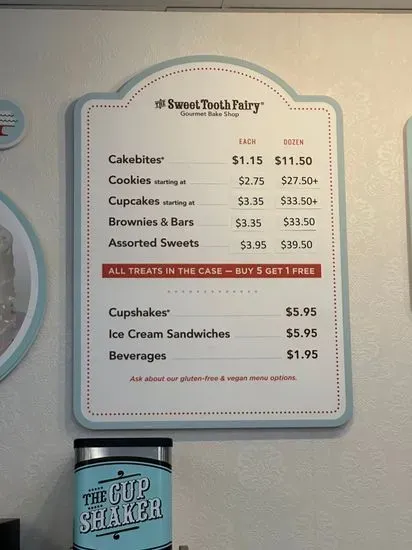 THE Sweet Tooth Fairy®
Gourmet Bake Shop
EACH DOZEN
Cakebites* $1.15 $11.50
Cookies starting at $2.75 $27.50+
Cupcakes starting at $3.35 $33.50+
Brownies & Bars $3.35 $33.50
Assorted Sweets $3.95 $39.50
ALL TREATS IN THE CASE — BUY 5 GET 1 FREE
Cupshakes* $5.95
Ice Cream Sandwiches $5.95
Beverages $1.95
Ask about our gluten-free & vegan menu options.
THE CUP
SHAKER